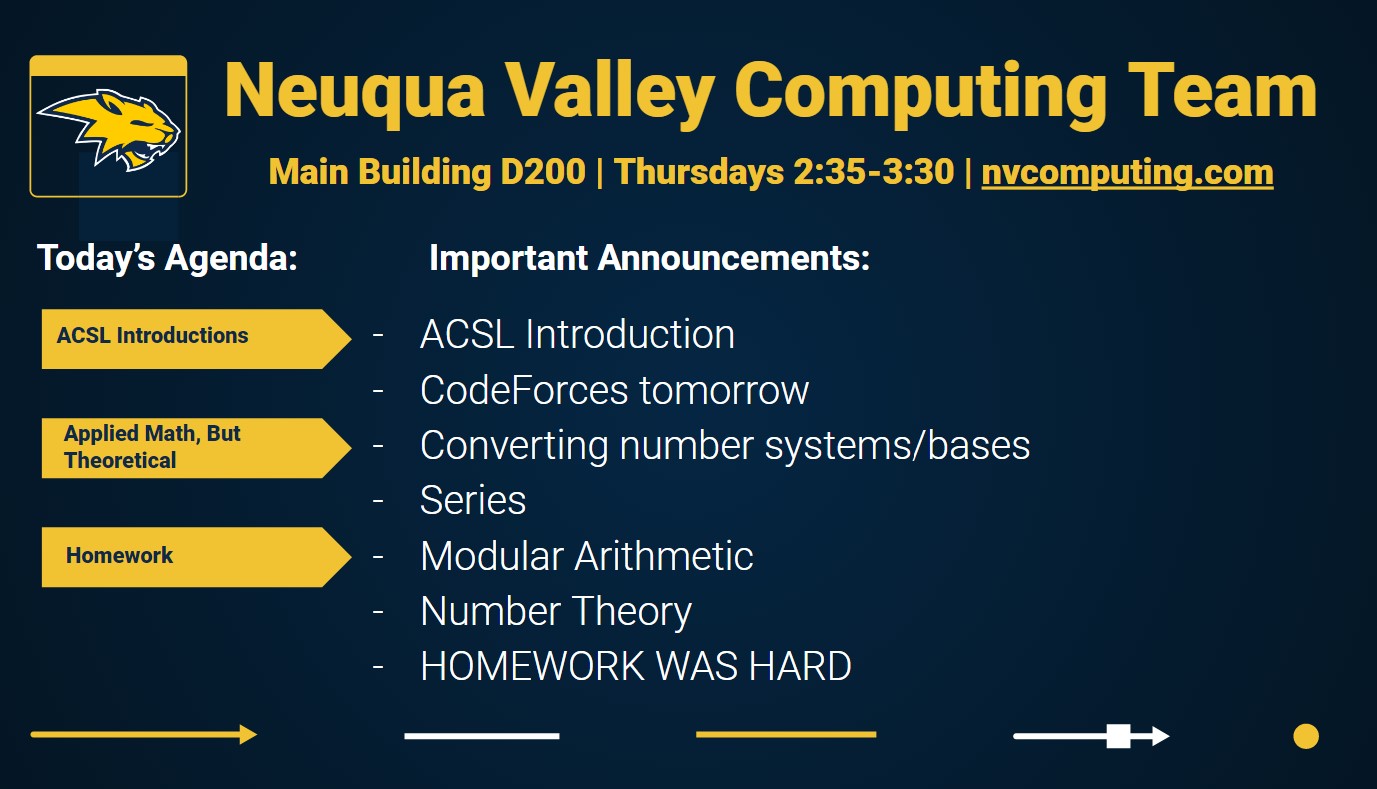 Neuqua Valley Computing Team
Main Building D200 | Thursdays 2:35-3:30 | nvcomputing.com
Today’s Agenda:
ACSL Introductions
Applied Math, But
Theoretical
Homework
Important Announcements:
- ACSL Introduction
- CodeForces tomorrow
- Converting number systems/bases
- Series
- Modular Arithmetic
- Number Theory
- HOMEWORK WAS HARD